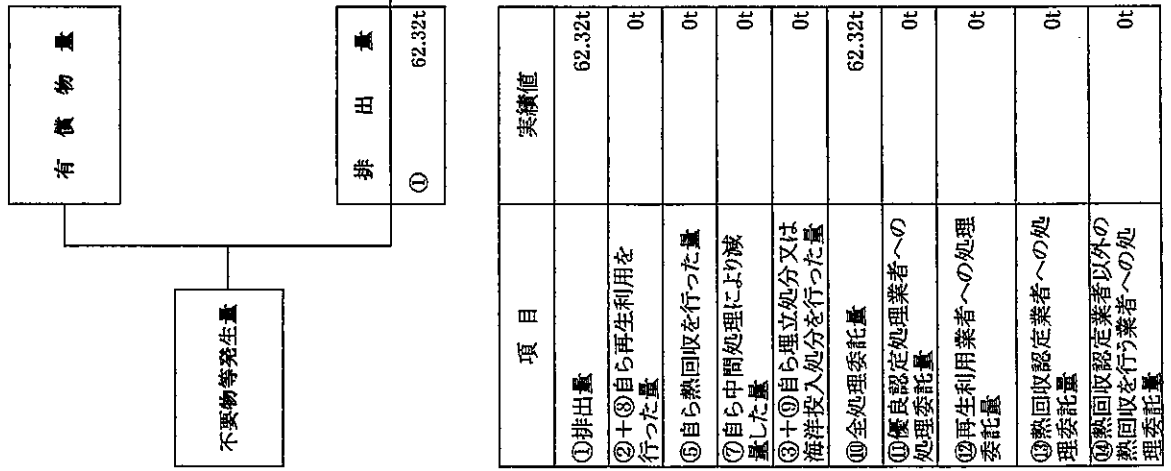 有償物量
不要物等発生量
排出量
① 62.32t
項目 実績値
①排出量 62.32t
②+⑧自ら再生利用を
行った量 0t
⑤自ら熱回収を行った量 0t
⑦自ら中間処理により減
量した量 0t
③+⑨自ら埋立処分又は
海洋投入処分を行った量 0t
⑩全処理委託量 62.32t
⑪優良認定処理業者への
処理委託量 0t
⑫再生利用業者への処理
委託量 0t
⑬熱回収認定業者への処
理委託量 0t
⑭熱回収認定業者以外の
熱回収を行う業者への処
理委託量 0t